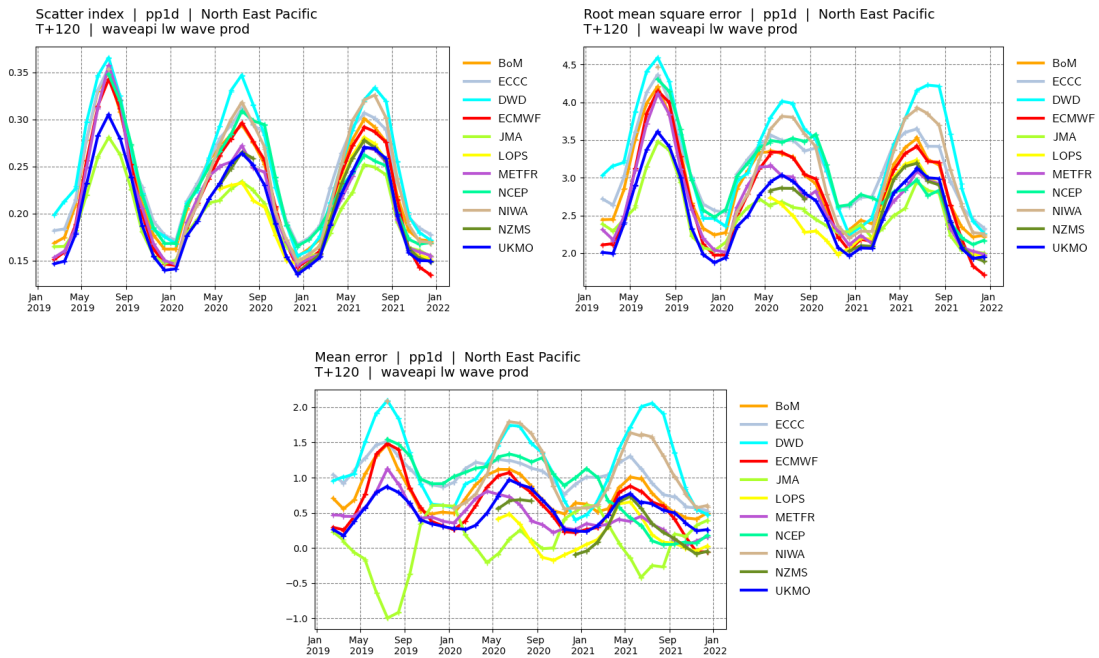 Scatter index | pp1d | North East Pacific
T+120 | waveapi lw wave prod
0.35
0.30
0.25
0.20
0.15
Jan 2019
May 2019
Sep 2019
Jan 2020
May 2020
Sep 2020
Jan 2021
May 2021
Sep 2021
Jan 2022
BoM
ECCC
DWD
ECMWF
JMA
LOPS
METFR
NCEP
NIWA
NZMS
UKMO
Root mean square error | pp1d | North East Pacific
T+120 | waveapi lw wave prod
4.5
4.0
3.5
3.0
2.5
2.0
Jan 2019
May 2019
Sep 2019
Jan 2020
May 2020
Sep 2020
Jan 2021
May 2021
Sep 2021
Jan 2022
BoM
ECCC
DWD
ECMWF
JMA
LOPS
METFR
NCEP
NIWA
NZMS
UKMO
Mean error | pp1d | North East Pacific
T+120 | waveapi lw wave prod
2.0
1.5
1.0
0.5
0.0
−0.5
−1.0
Jan 2019
May 2019
Sep 2019
Jan 2020
May 2020
Sep 2020
Jan 2021
May 2021
Sep 2021
Jan 2022
BoM
ECCC
DWD
ECMWF
JMA
LOPS
METFR
NCEP
NIWA
NZMS
UKMO